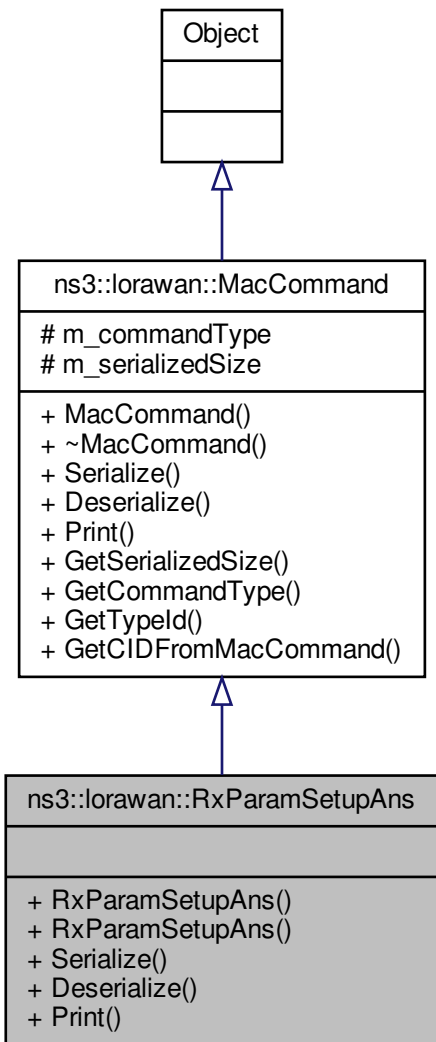 Object
ns3::lorawan::MacCommand
# m_commandType
# m_serializedSize
+ MacCommand()
+ ~MacCommand()
+ Serialize()
+ Deserialize()
+ Print()
+ GetSerializedSize()
+ GetCommandType()
+ GetTypeId()
+ GetCIDFromMacCommand()
ns3::lorawan::RxParamSetupAns
+ RxParamSetupAns()
+ RxParamSetupAns()
+ Serialize()
+ Deserialize()
+ Print()